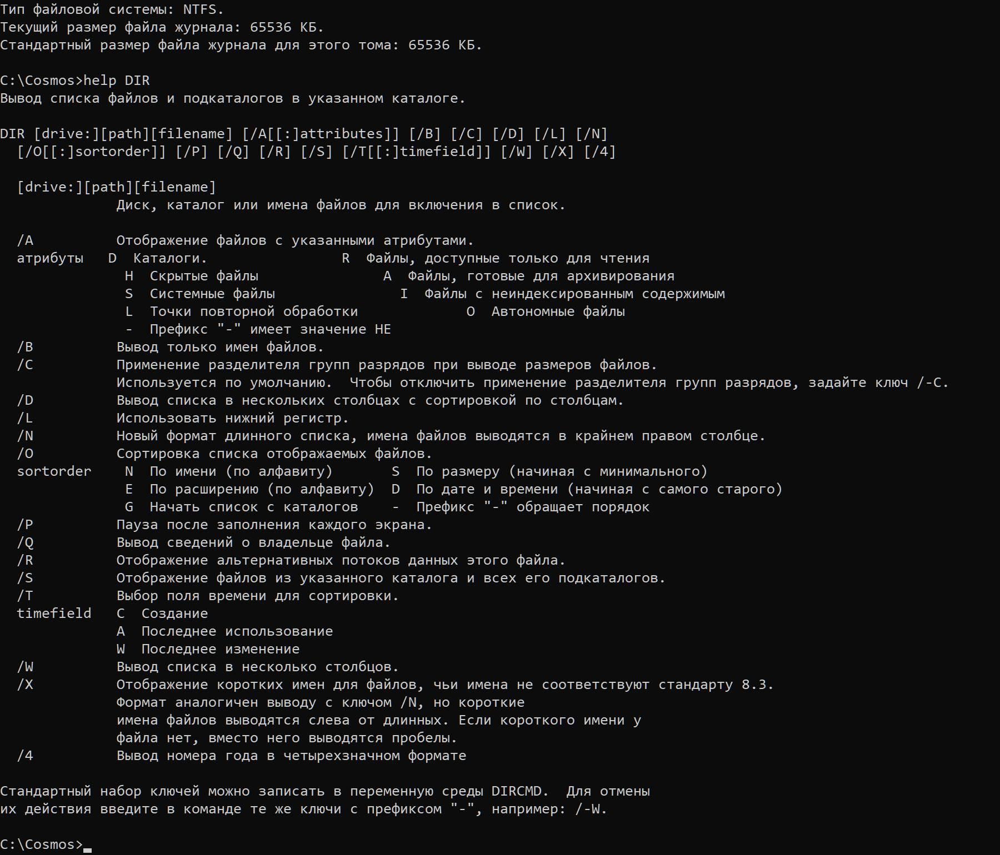 Тип файловой системы: NTFS.
Текущий размер файла журнала: 65536 КБ.
Стандартный размер файла журнала для этого тома: 65536 КБ.

C:\Cosmos>help DIR
Вывод списка файлов и подкаталогов в указанном каталоге.

DIR [drive:][path][filename] [/A[[:]attributes]] [/B] [/C] [/D] [/L] [/N]
  [/O[[:]sortorder]] [/P] [/Q] [/R] [/S] [/T[[:]timefield]] [/W] [/X] [/4]

  [drive:][path][filename]
              Диск, каталог или имена файлов для включения в список.

  /A          Отображение файлов с указанными атрибутами.
  атрибуты   D  Каталоги.                R  Файлы, доступные только для чтения
               H  Скрытые файлы               A  Файлы, готовые для архивирования
               S  Системные файлы               I  Файлы с неиндексированным содержимым
               L  Точки повторной обработки             O  Автономные файлы
               -  Префикс "-" имеет значение НЕ
  /B          Вывод только имен файлов.
  /C          Применение разделителя групп разрядов при выводе размеров файлов.
              Используется по умолчанию.  Чтобы отключить применение разделителя групп разрядов, задайте ключ /-C.
  /D          Вывод списка в нескольких столбцах с сортировкой по столбцам.
  /L          Использовать нижний регистр.
  /N          Новый формат длинного списка, имена файлов выводятся в крайнем правом столбце.
  /O          Сортировка списка отображаемых файлов.
  sortorder    N  По имени (по алфавиту)       S  По размеру (начиная с минимального)
               E  По расширению (по алфавиту)  D  По дате и времени (начиная с самого старого)
               G  Начать список с каталогов    -  Префикс "-" обращает порядок
  /P          Пауза после заполнения каждого экрана.
  /Q          Вывод сведений о владельце файла.
  /R          Отображение альтернативных потоков данных этого файла.
  /S          Отображение файлов из указанного каталога и всех его подкаталогов.
  /T          Выбор поля времени для сортировки.
  timefield   C  Создание
              A  Последнее использование
              W  Последнее изменение
  /W          Вывод списка в несколько столбцов.
  /X          Отображение коротких имен для файлов, чьи имена не соответствуют стандарту 8.3.
              Формат аналогичен выводу с ключом /N, но короткие
              имена файлов выводятся слева от длинных. Если короткого имени у
              файла нет, вместо него выводятся пробелы.
  /4          Вывод номера года в четырехзначном формате

Стандартный набор ключей можно записать в переменную среды DIRCMD.  Для отмены
их действия введите в команде те же ключи с префиксом "-", например: /-W.

C:\Cosmos>